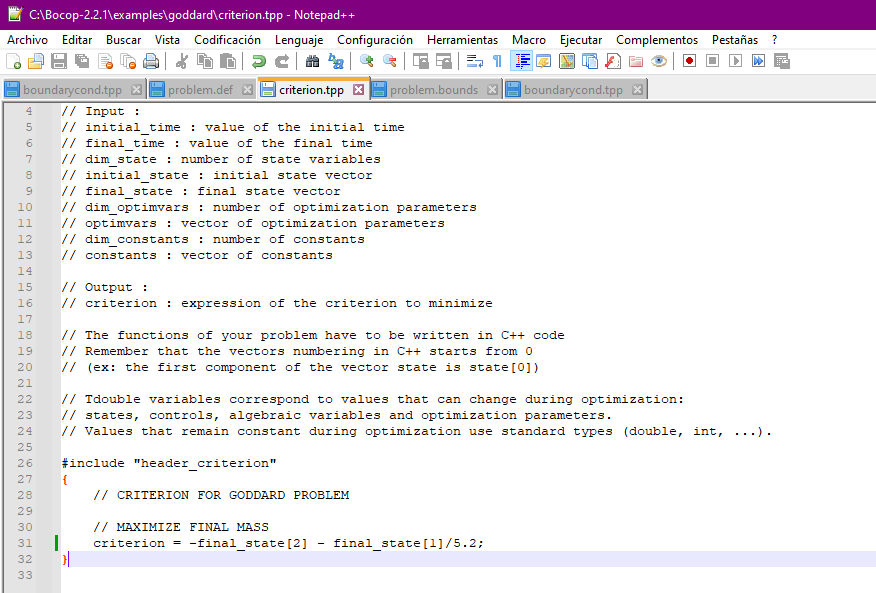 C:\Bocop-2.2.1\examples\goddard\criterion.tpp - Notepad++
Archivo Editar Buscar Vista Codificación Lenguaje Configuración Herramientas Macro Ejecutar Complementos Pestañas ?
boundarycond.tpp problem.def criterion.tpp problem.bounds boundarycond.tpp
4 // Input :
5 // initial_time : value of the initial time
6 // final_time : value of the final time
7 // dim_state : number of state variables
8 // initial_state : initial state vector
9 // final_state : final state vector
10 // dim_optimvars : number of optimization parameters
11 // optimvars : vector of optimization parameters
12 // dim_constants : number of constants
13 // constants : vector of constants
14
15 // Output :
16 // criterion : expression of the criterion to minimize
17
18 // The functions of your problem have to be written in C++ code
19 // Remember that the vectors numbering in C++ starts from 0
20 // (ex: the first component of the vector state is state[0])
21
22 // Tdouble variables correspond to values that can change during optimization:
23 // states, controls, algebraic variables and optimization parameters.
24 // Values that remain constant during optimization use standard types (double, int, ...).
25
26 #include "header_criterion"
27 {
28 // CRITERION FOR GODDARD PROBLEM
29
30 // MAXIMIZE FINAL MASS
31 criterion = -final_state[2] - final_state[1]/5.2;
32 }
33